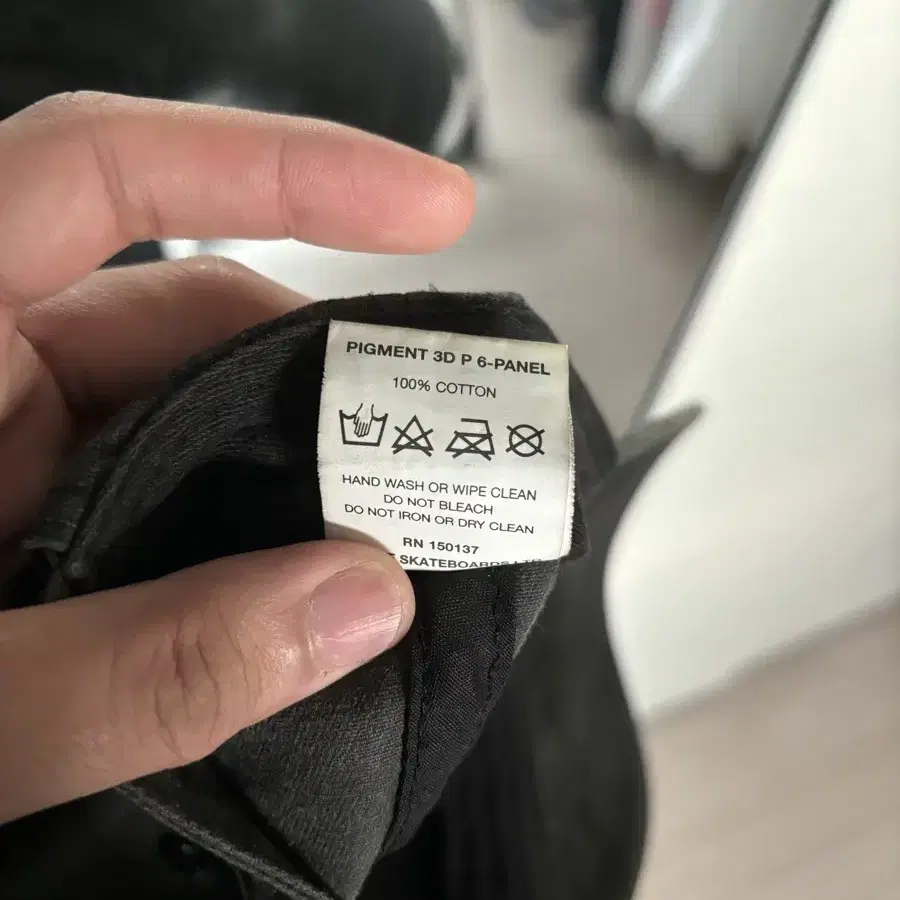 PIGMENT 3D P 6-PANEL
100% COTTON
HAND WASH OR WIPE CLEAN
DO NOT BLEACH
DO NOT IRON OR DRY CLEAN
RN 150137
SKATEBOARDS